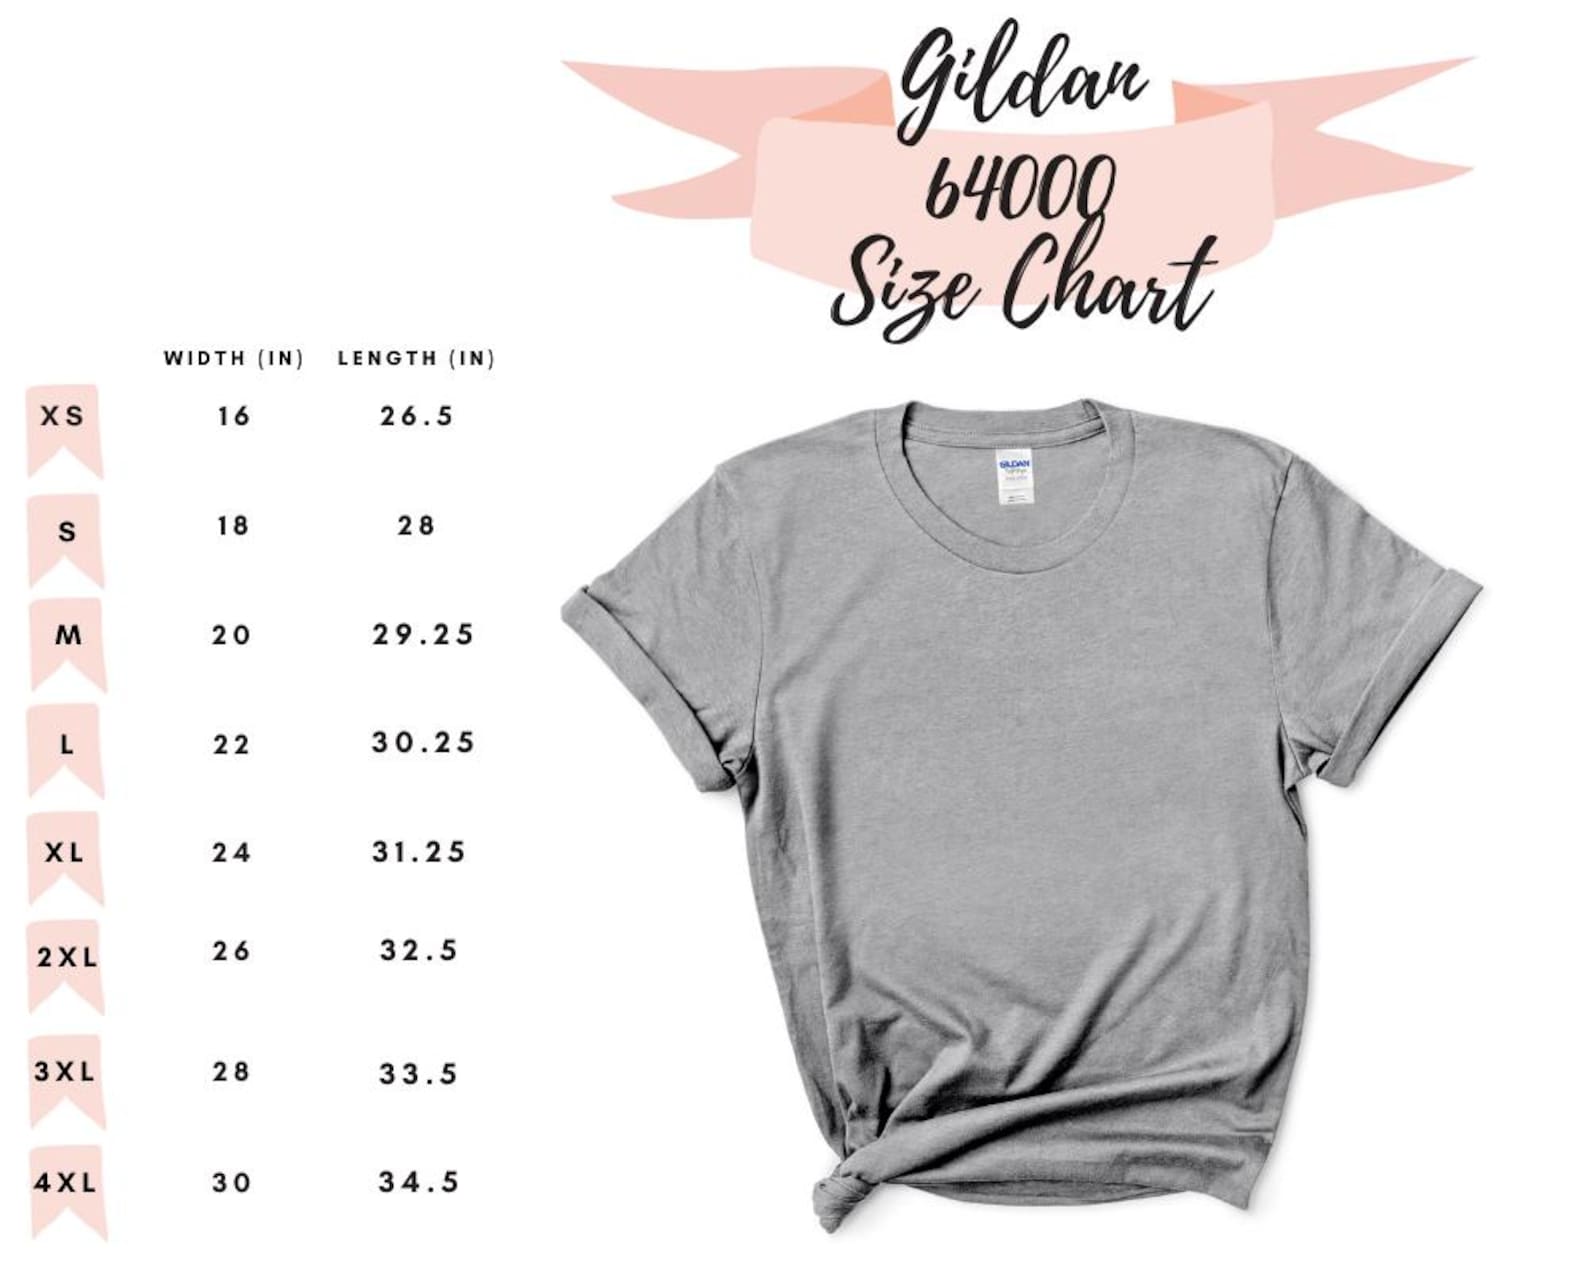 Gildan
64000
Size Chart
WIDTH (IN) LENGTH (IN)
XS 16 26.5
S 18 28
M 20 29.25
L 22 30.25
XL 24 31.25
2XL 26 32.5
3XL 28 33.5
4XL 30 34.5
GILDAN